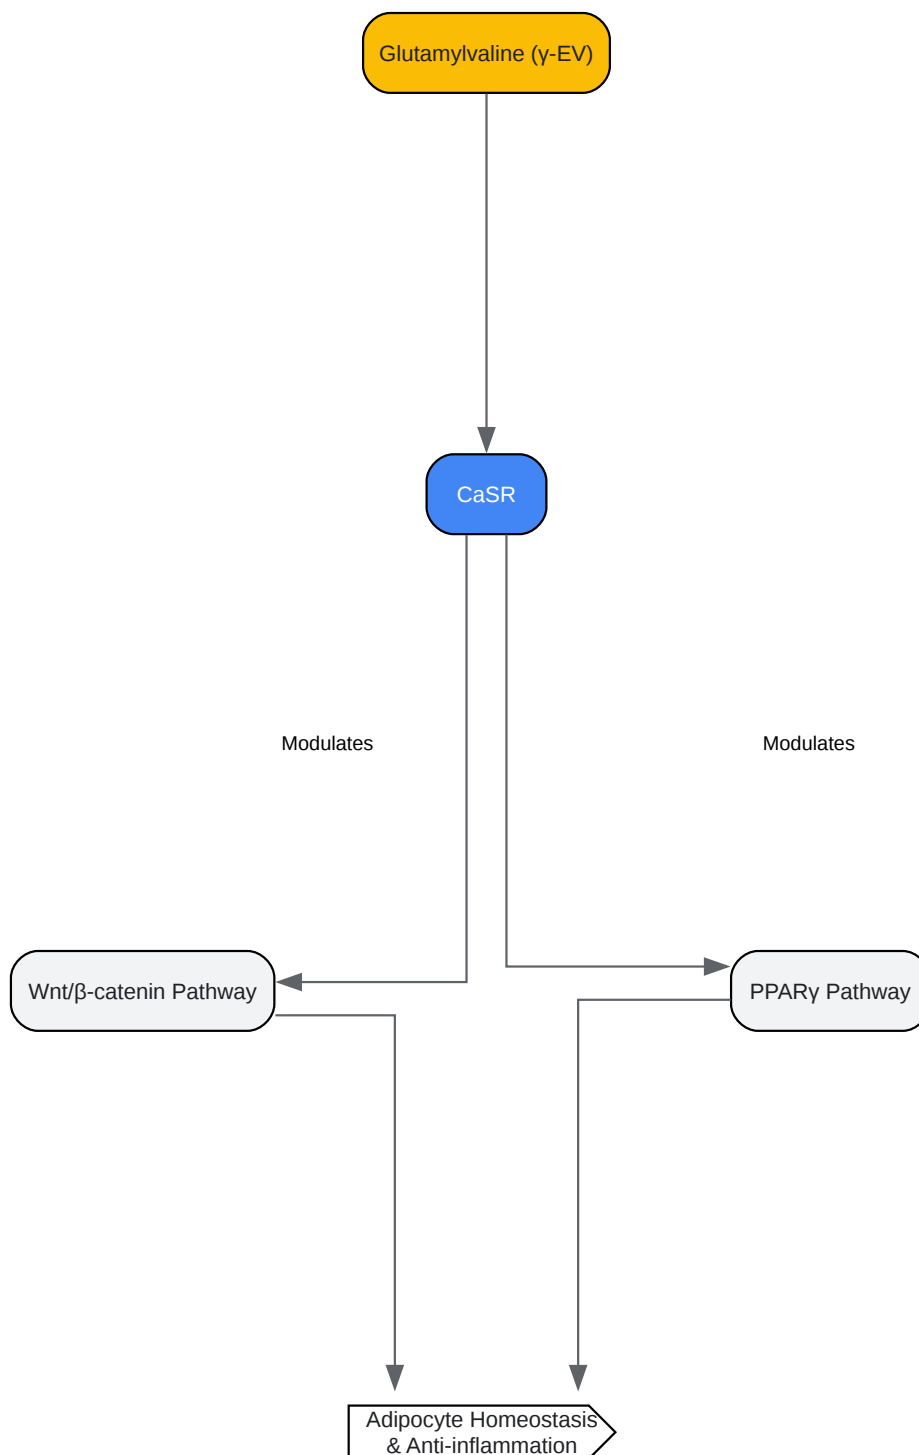 Glutamylvaline (γ-EV)
CaSR
Modulates
Modulates
Wnt/β-catenin Pathway
PPARγ Pathway
Adipocyte Homeostasis
& Anti-inflammation